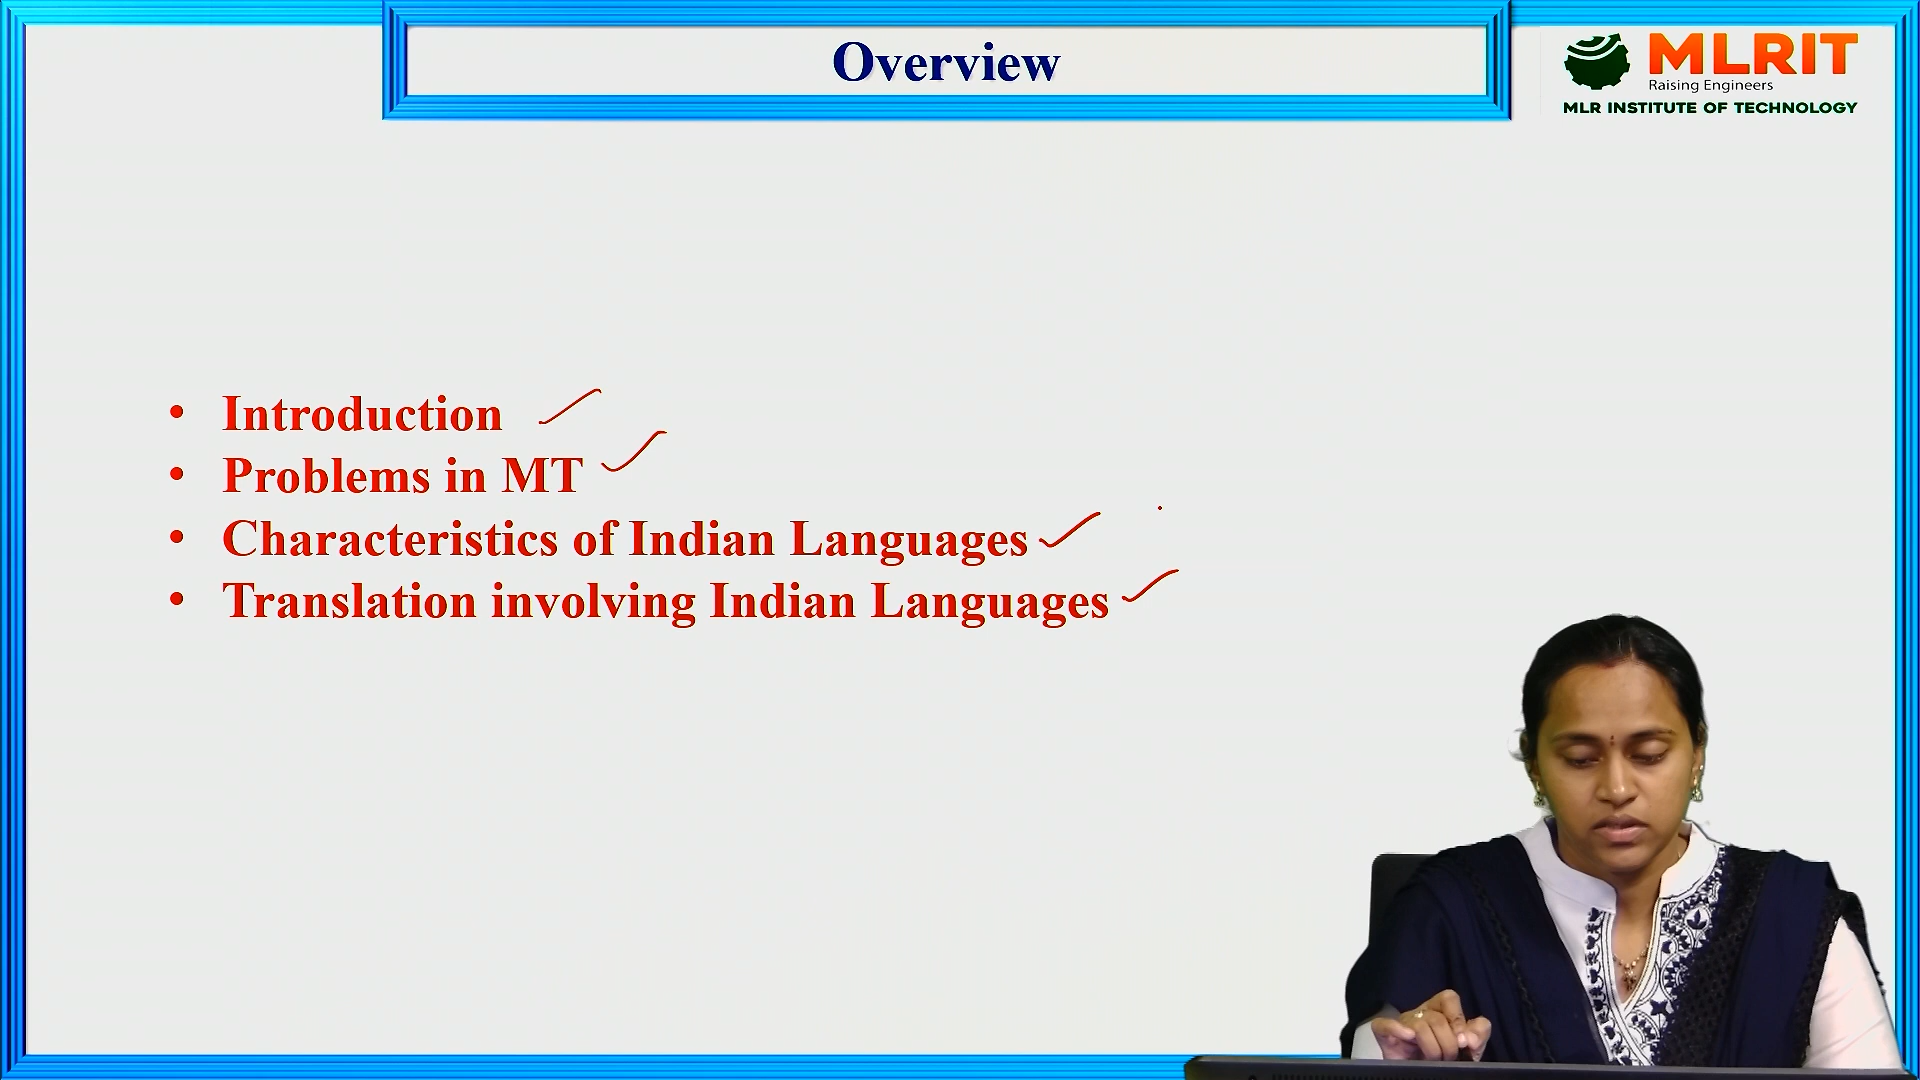 Overview
MLRIT
Raising Engineers
MLR INSTITUTE OF TECHNOLOGY
• Introduction
• Problems in MT
• Characteristics of Indian Languages
• Translation involving Indian Languages